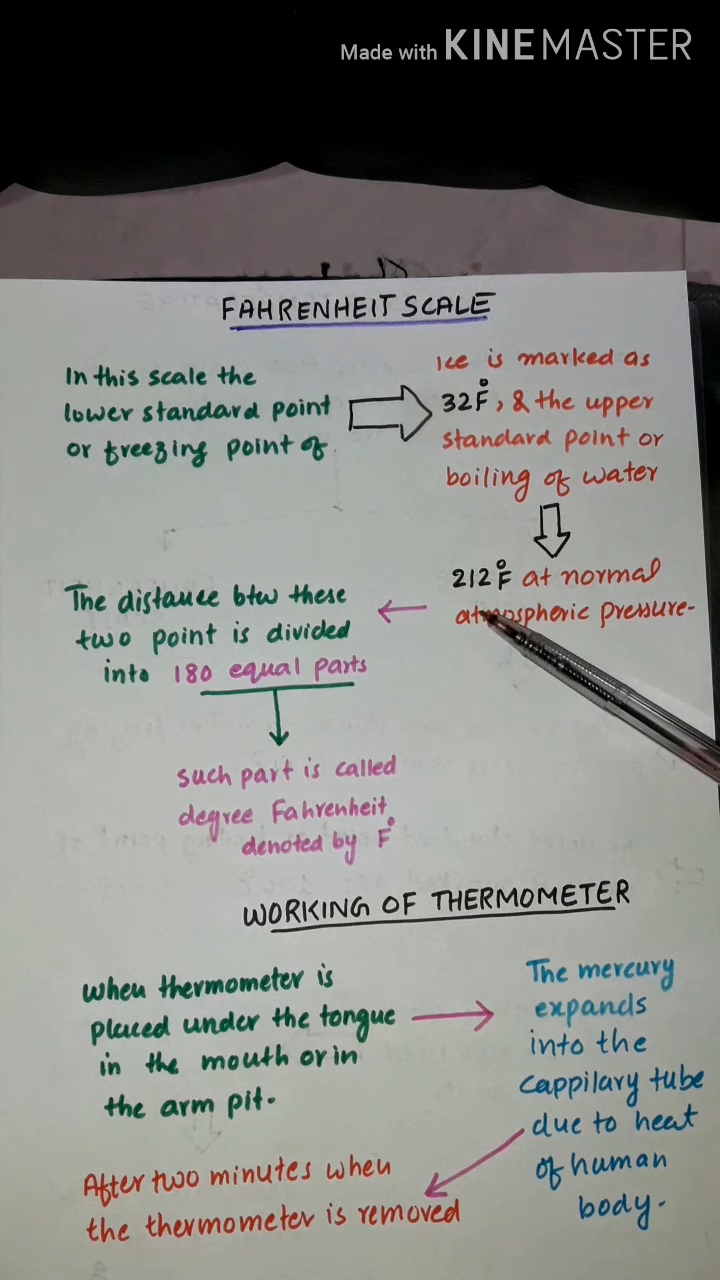 Made with KINEMASTER
FAHRENHEIT SCALE
In this scale the
lower standard point
or freezing point of
Ice is marked as
32°F, & the upper
standard point or
boiling of water
212°F at normal
atmospheric pressure-
The distance btw these
two point is divided
into 180 equal parts
such part is called
degree Fahrenheit
denoted by F°
WORKING OF THERMOMETER
When thermometer is
placed under the tongue
in the mouth or in
the arm pit.
The mercury
expands
into the
cappilary tube
due to heat
of human
body.
After two minutes when
the thermometer is removed